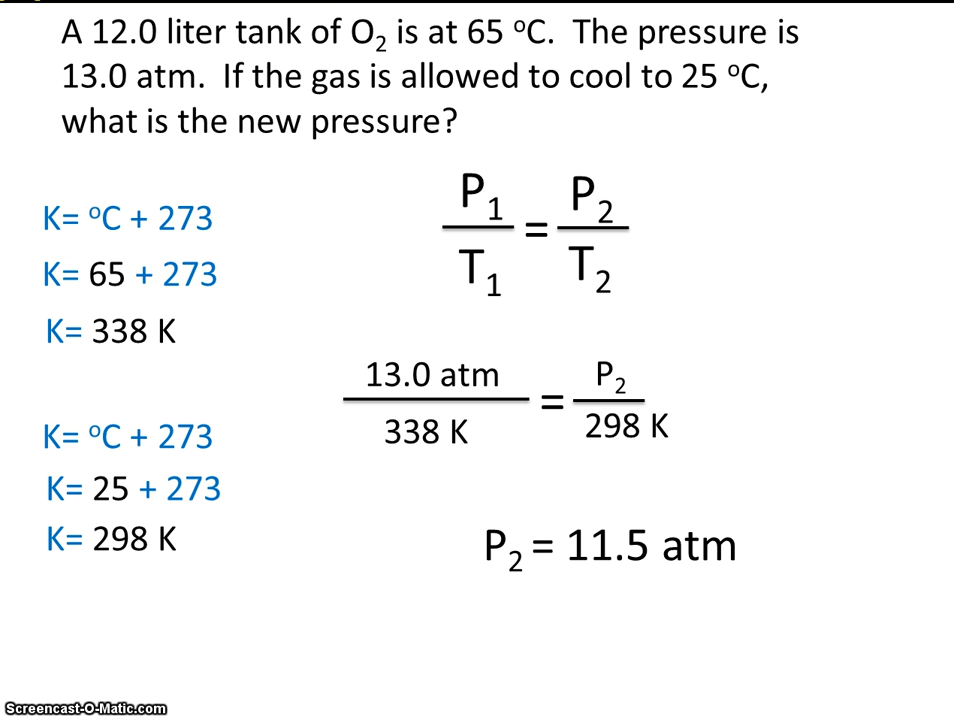 A 12.0 liter tank of O₂ is at 65 ºC.  The pressure is
13.0 atm.  If the gas is allowed to cool to 25 ºC,
what is the new pressure?
K= ºC + 273
K= 65 + 273
K= 338 K
P₁ = P₂
T₁ T₂
13.0 atm = P₂
338 K 298 K
K= ºC + 273
K= 25 + 273
K= 298 K
P₂ = 11.5 atm
Screencast-O-Matic.com